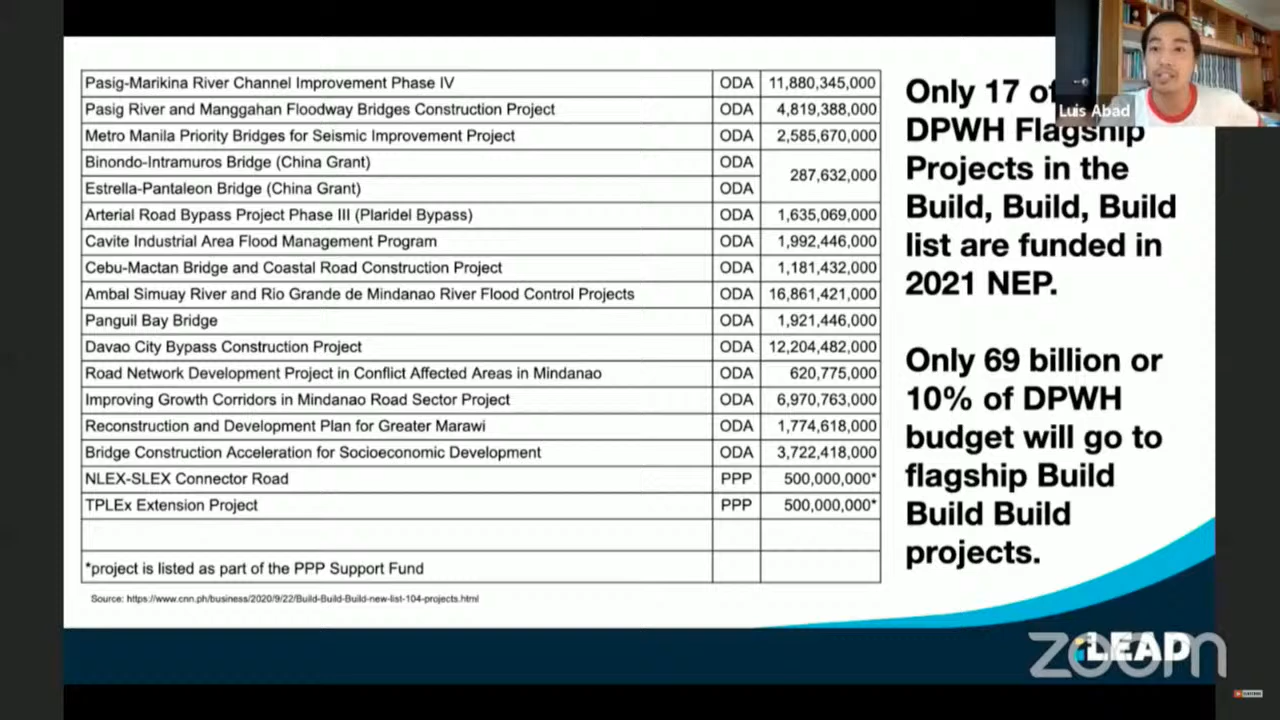 Pasig-Marikina River Channel Improvement Phase IV ODA 11,880,345,000
Pasig River and Manggahan Floodway Bridges Construction Project ODA 4,819,388,000
Metro Manila Priority Bridges for Seismic Improvement Project ODA 2,585,670,000
Binondo-Intramuros Bridge (China Grant) ODA
287,632,000
Estrella-Pantaleon Bridge (China Grant) ODA
Arterial Road Bypass Project Phase III (Plaridel Bypass) ODA 1,635,069,000
Cavite Industrial Area Flood Management Program ODA 1,992,446,000
Cebu-Mactan Bridge and Coastal Road Construction Project ODA 1,181,432,000
Ambal Simuay River and Rio Grande de Mindanao River Flood Control Projects ODA 16,861,421,000
Panguil Bay Bridge ODA 1,921,446,000
Davao City Bypass Construction Project ODA 12,204,482,000
Road Network Development Project in Conflict Affected Areas in Mindanao ODA 620,775,000
Improving Growth Corridors in Mindanao Road Sector Project ODA 6,970,763,000
Reconstruction and Development Plan for Greater Marawi ODA 1,774,618,000
Bridge Construction Acceleration for Socioeconomic Development ODA 3,722,418,000
NLEX-SLEX Connector Road PPP 500,000,000*
TPLEx Extension Project PPP 500,000,000*
*project is listed as part of the PPP Support Fund
Source: https://www.cnn.ph/business/2020/9/22/Build-Build-Build-new-list-104-projects.html
Only 17 of
DPWH Flagship
Projects in the
Build, Build, Build
list are funded in
2021 NEP.
Only 69 billion or
10% of DPWH
budget will go to
flagship Build
Build Build
projects.
Luis Abad
zoom
LEAD